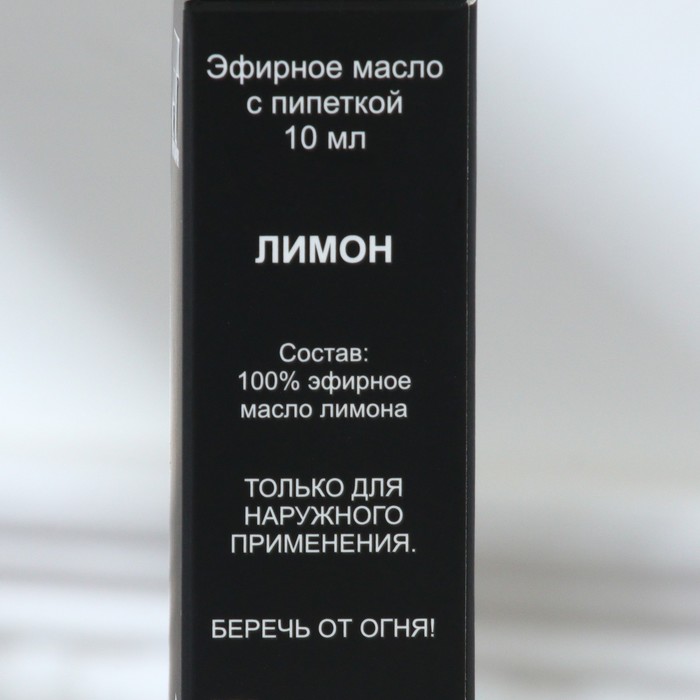 Эфирное масло
с пипеткой
10 мл
ЛИМОН
Состав:
100% эфирное
масло лимона
ТОЛЬКО ДЛЯ
НАРУЖНОГО
ПРИМЕНЕНИЯ.
БЕРЕЧЬ ОТ ОГНЯ!